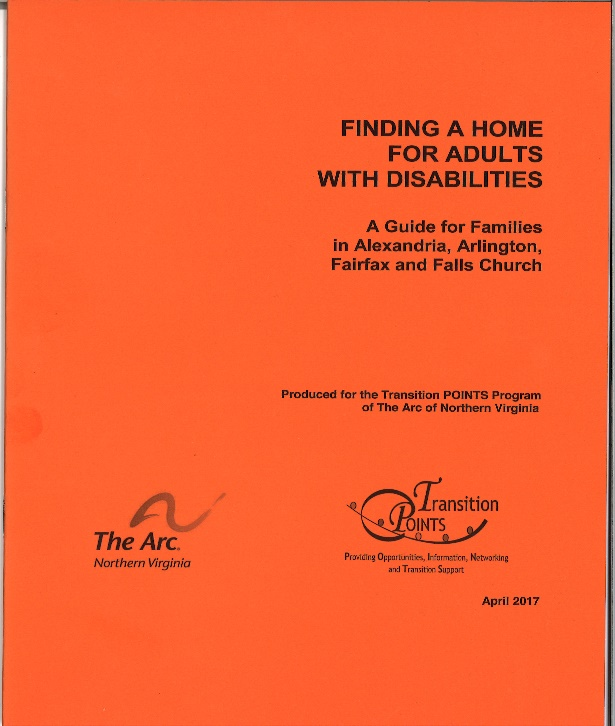 FINDING A HOME
FOR ADULTS
WITH DISABILITIES
A Guide for Families
in Alexandria, Arlington,
Fairfax and Falls Church
Produced for the Transition POINTS Program
of The Arc of Northern Virginia
The Arc®
Northern Virginia
Transition
POINTS
Providing Opportunities, Information, Networking
and Transition Support
April 2017